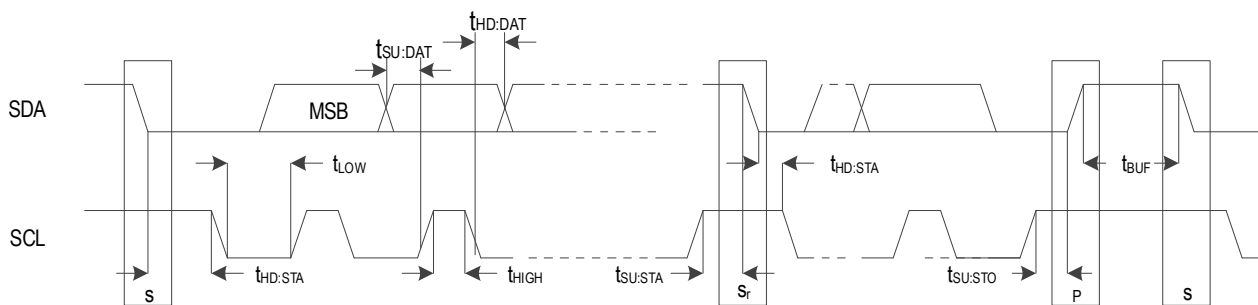 tHD:DAT
tSU:DAT
SDA
MSB
tLOW
tHD:STA
tBUF
SCL
tHD:STA
tHIGH
tSU:STA
tSU:STO
S
Sr
P
S